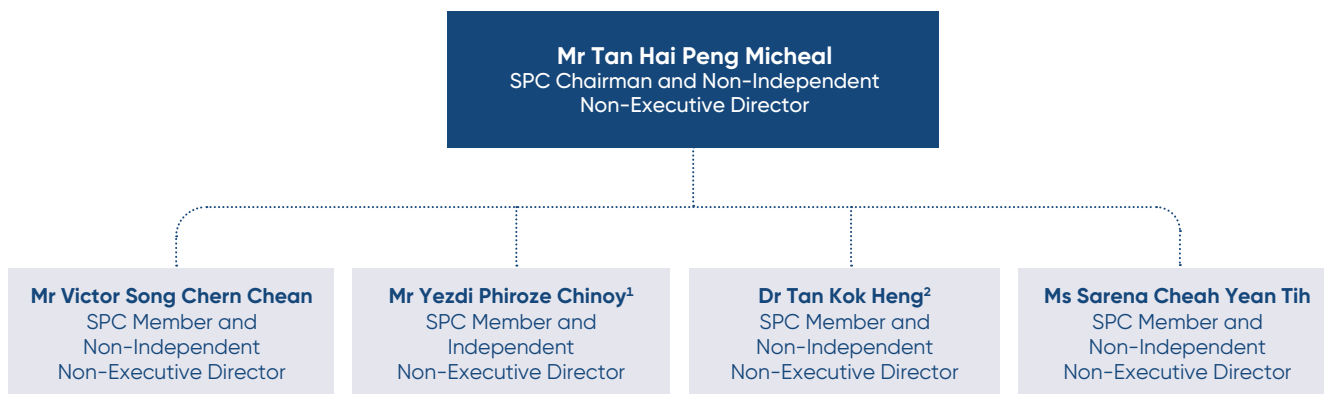 Mr Tan Hai Peng Micheal
SPC Chairman and Non-Independent
Non-Executive Director
Mr Victor Song Chern Chean
SPC Member and
Non-Independent
Non-Executive Director
Mr Yezdi Phiroze Chinoy¹
SPC Member and
Independent
Non-Executive Director
Dr Tan Kok Heng²
SPC Member and
Non-Independent
Non-Executive Director
Ms Sarena Cheah Yean Tih
SPC Member and
Non-Independent
Non-Executive Director